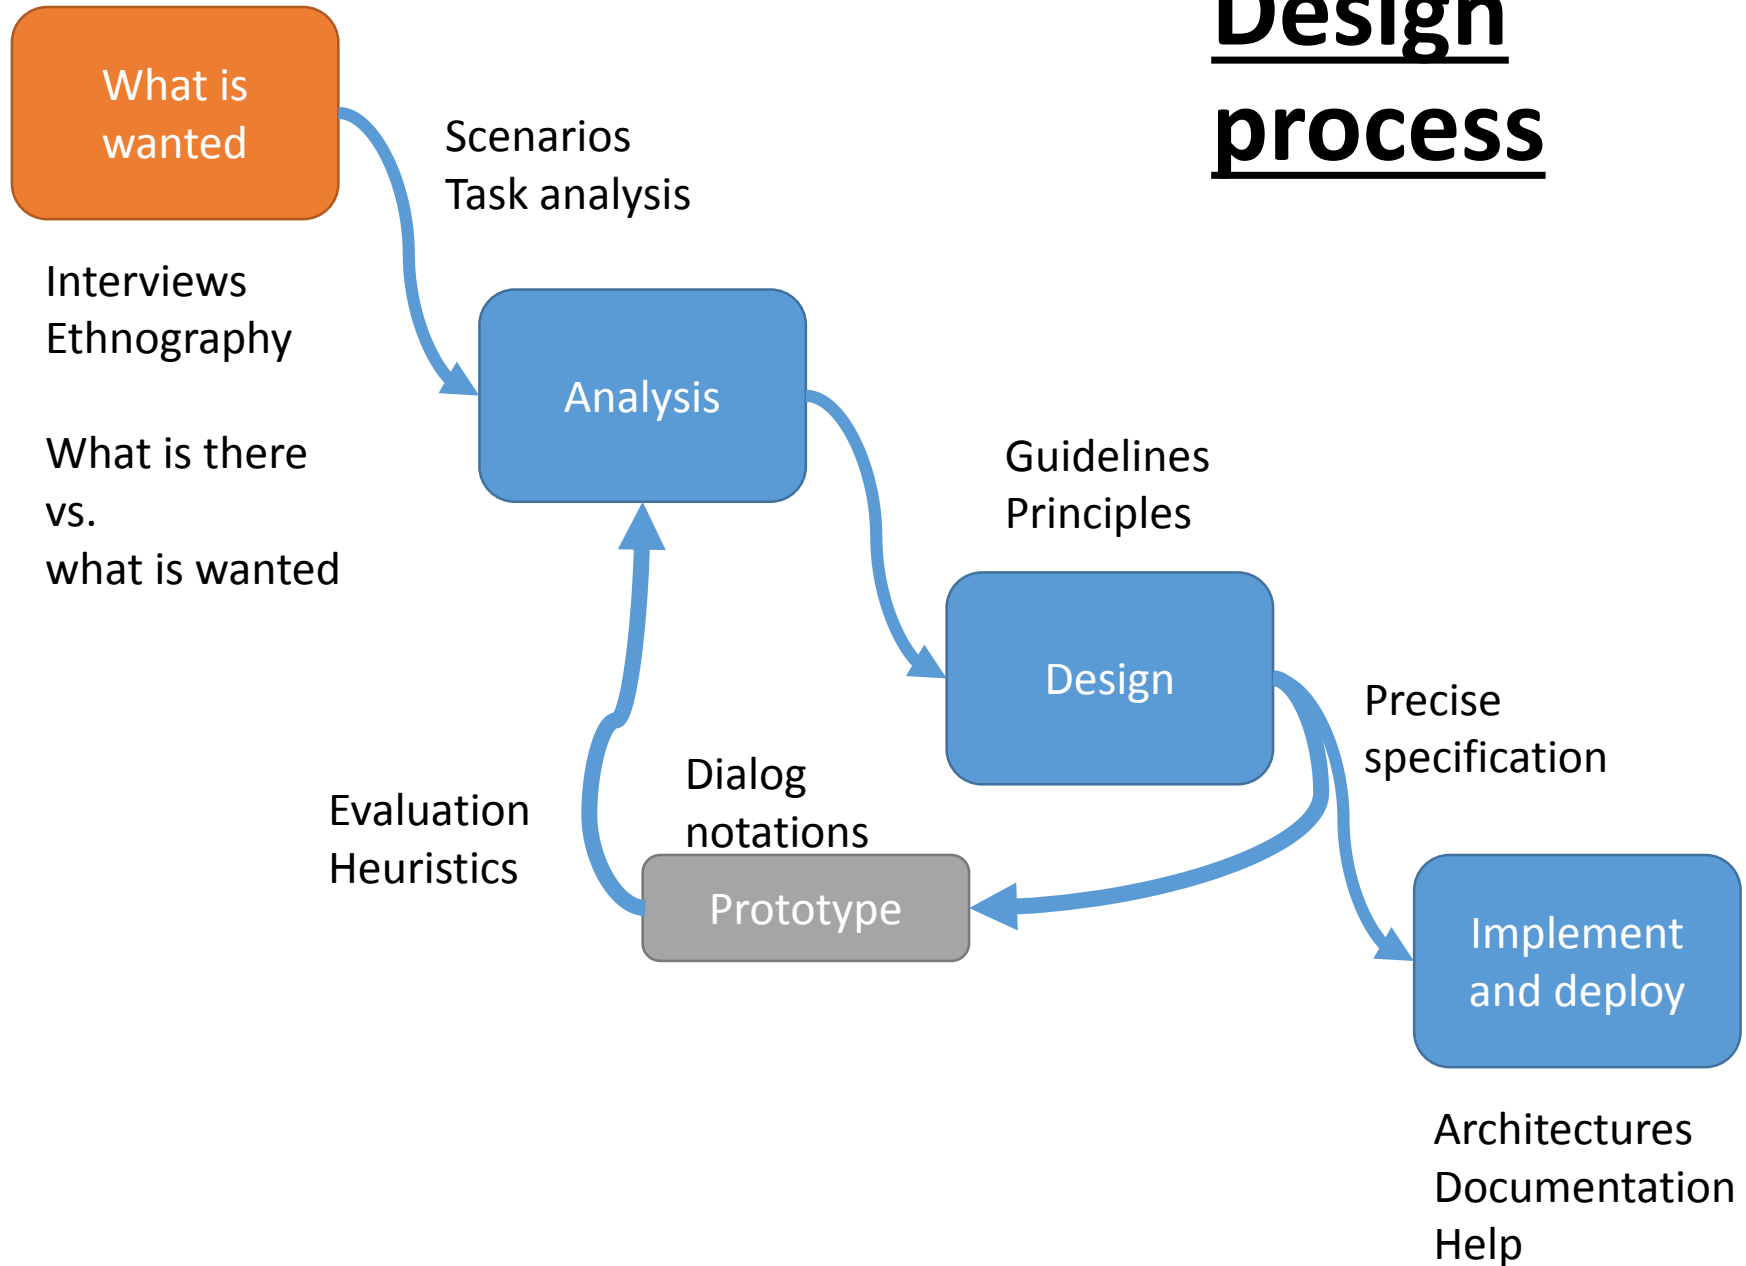 Design
process
What is
wanted
Scenarios
Task analysis
Interviews
Ethnography
What is there
vs.
what is wanted
Analysis
Guidelines
Principles
Design
Precise
specification
Dialog
notations
Evaluation
Heuristics
Prototype
Implement
and deploy
Architectures
Documentation
Help